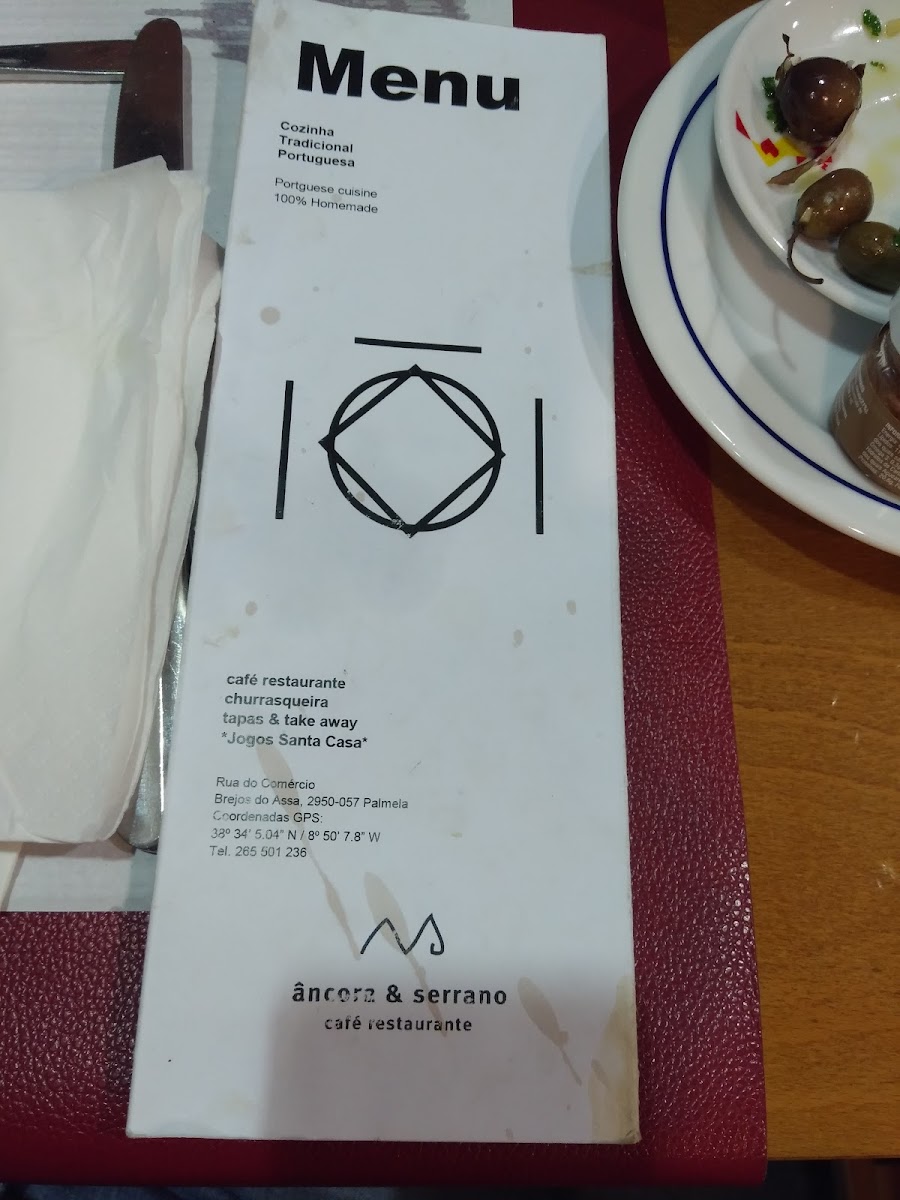 Menu
Cozinha
Tradicional
Portuguesa
Portguese cuisine
100% Homemade
café restaurante
churrasqueira
tapas & take away
*Jogos Santa Casa*
Rua do Comércio
Brejos do Assa, 2950-057 Palmela
Coordenadas GPS:
38º 34' 5.04" N / 8º 50' 7.8" W
Tel. 265 501 236
âncora & serrano
café restaurante